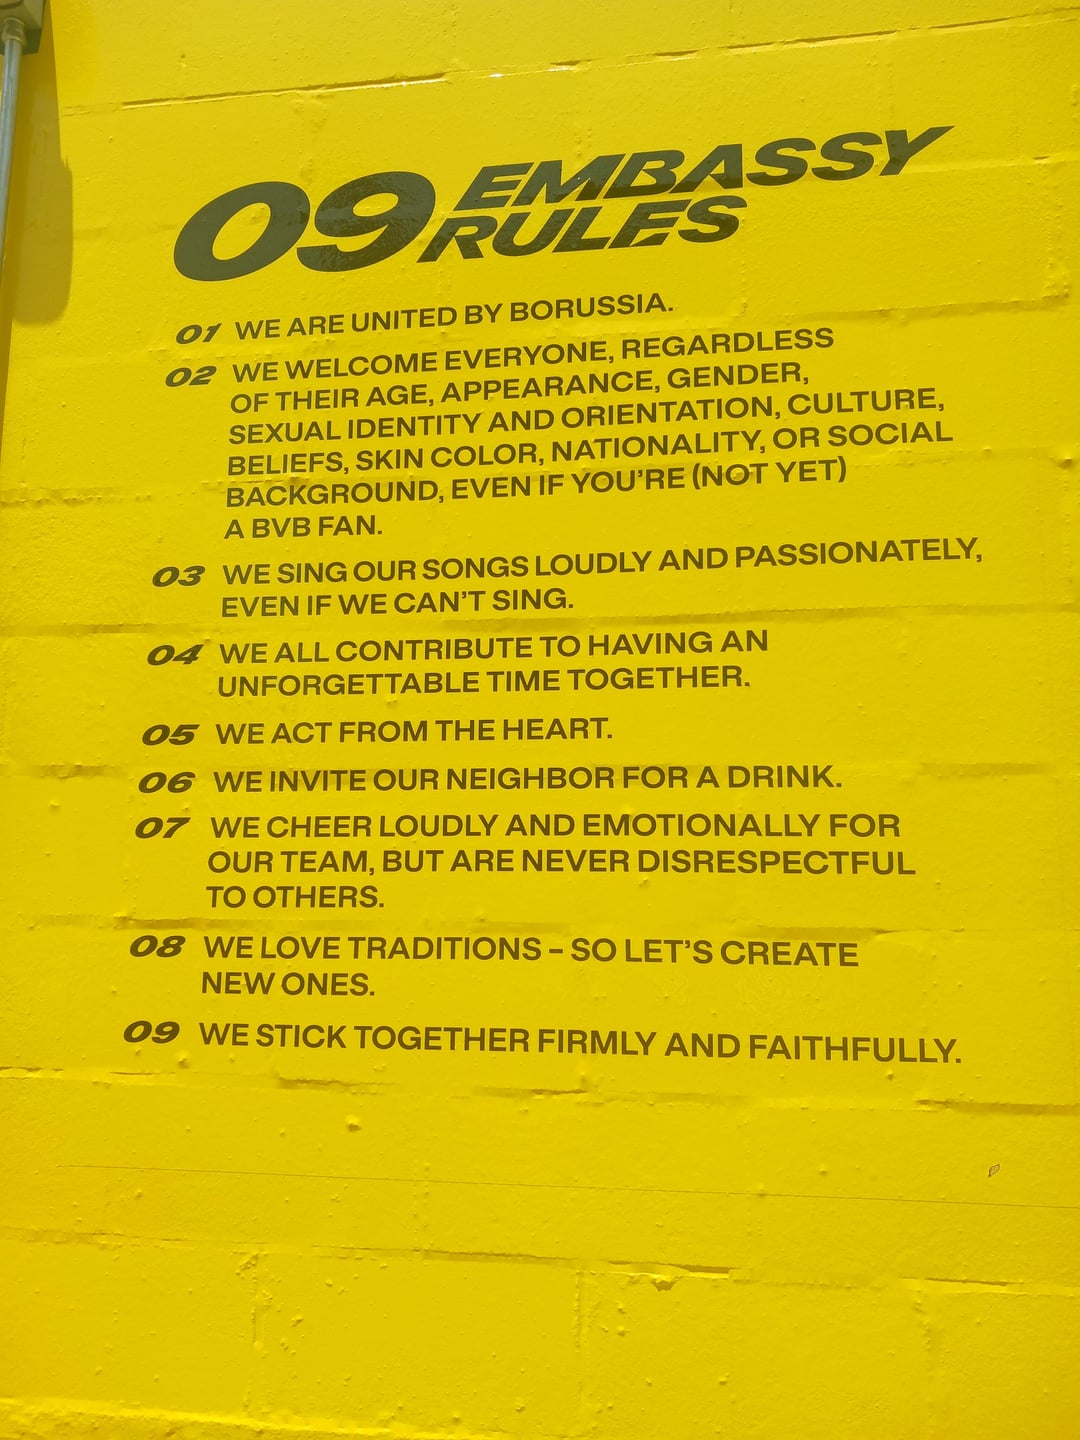 09 EMBASSY
RULES
01 WE ARE UNITED BY BORUSSIA.
02 WE WELCOME EVERYONE, REGARDLESS
OF THEIR AGE, APPEARANCE, GENDER,
SEXUAL IDENTITY AND ORIENTATION, CULTURE,
BELIEFS, SKIN COLOR, NATIONALITY, OR SOCIAL
BACKGROUND, EVEN IF YOU'RE (NOT YET)
A BVB FAN.
03 WE SING OUR SONGS LOUDLY AND PASSIONATELY,
EVEN IF WE CAN'T SING.
04 WE ALL CONTRIBUTE TO HAVING AN
UNFORGETTABLE TIME TOGETHER.
05 WE ACT FROM THE HEART.
06 WE INVITE OUR NEIGHBOR FOR A DRINK.
07 WE CHEER LOUDLY AND EMOTIONALLY FOR
OUR TEAM, BUT ARE NEVER DISRESPECTFUL
TO OTHERS.
08 WE LOVE TRADITIONS – SO LET'S CREATE
NEW ONES.
09 WE STICK TOGETHER FIRMLY AND FAITHFULLY.